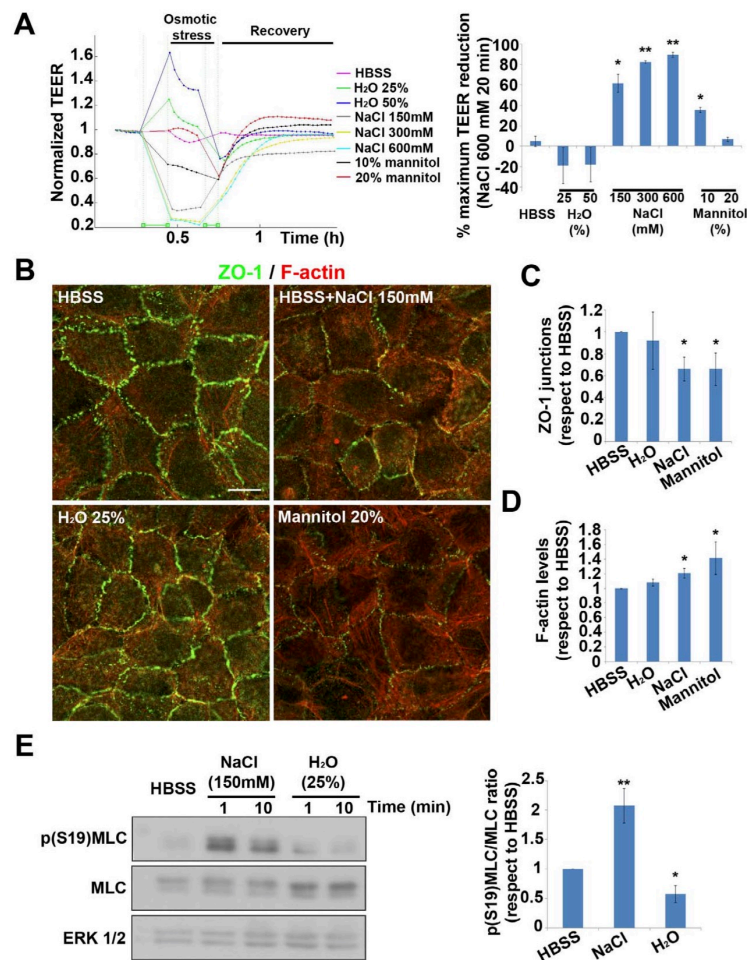 A
Osmotic
stress
Recovery
Normalized TEER
1.6
1.4
1.2
1
0.8
0.6
0.4
0.2
0.5
1
Time (h)
HBSS
H2O 25%
H2O 50%
NaCl 150mM
NaCl 300mM
NaCl 600mM
10% mannitol
20% mannitol
% maximum TEER reduction
(NaCl 600 mM 20 min)
100
80
60
40
20
0
-20
-40
* ** ** *
HBSS
25 50
H2O
(%)
150 300 600
NaCl
(mM)
10 20
Mannitol
(%)
B
ZO-1 / F-actin
HBSS
HBSS+NaCl 150mM
H2O 25%
Mannitol 20%
C
ZO-1 junctions
(respect to HBSS)
1.2
1
0.8
0.6
0.4
0.2
0
* *
HBSS
H2O
NaCl
Mannitol
D
F-actin levels
(respect to HBSS)
1.8
1.6
1.4
1.2
1
0.8
0.6
0.4
0.2
0
* *
HBSS
H2O
NaCl
Mannitol
E
HBSS
NaCl
(150mM)
H2O
(25%)
1 10 1 10 Time (min)
p(S19)MLC
MLC
ERK 1/2
p(S19)MLC/MLC ratio
(respect to HBSS)
2.5
2
1.5
1
0.5
0
** *
HBSS
NaCl
H2O